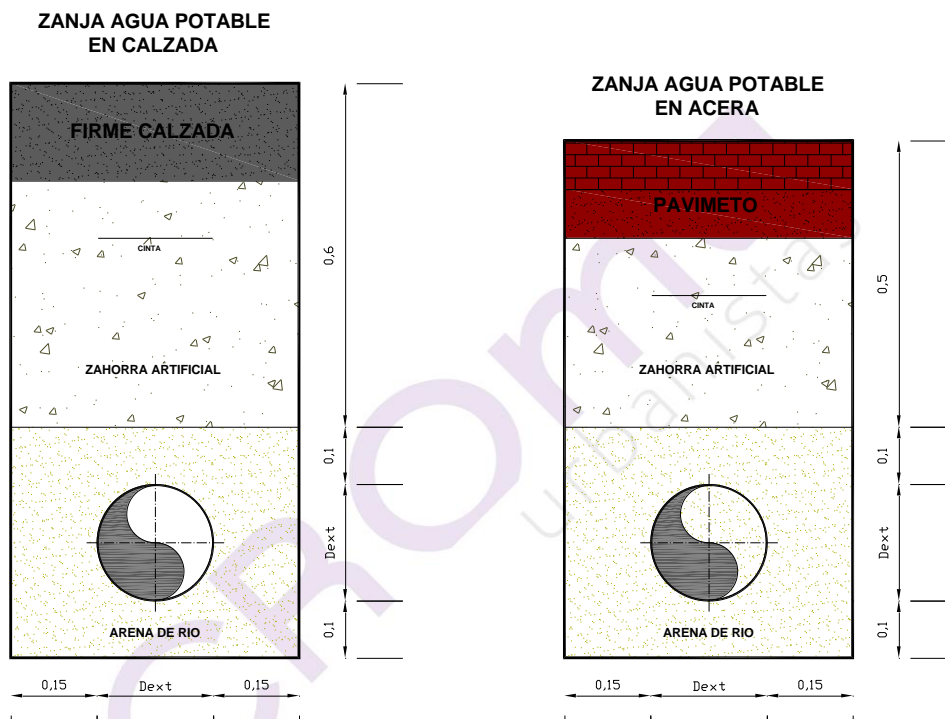 ZANJA AGUA POTABLE
EN CALZADA
FIRME CALZADA
CINTA
ZAHORRA ARTIFICIAL
ARENA DE RIO
0,6
0,1
Dext
0,1
0,15
Dext
0,15
ZANJA AGUA POTABLE
EN ACERA
PAVIMETO
CINTA
ZAHORRA ARTIFICIAL
ARENA DE RIO
0,5
0,1
Dext
0,1
0,15
Dext
0,15
CROMA
urbanistas